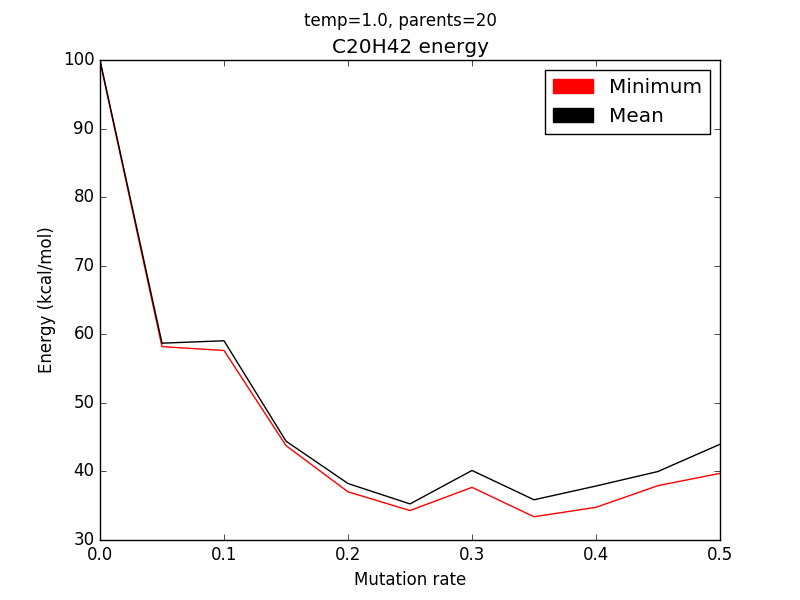 temp=1.0, parents=20
C20H42 energy
Minimum
Mean
Energy (kcal/mol)
100
90
80
70
60
50
40
30
0.0 0.1 0.2 0.3 0.4 0.5
Mutation rate